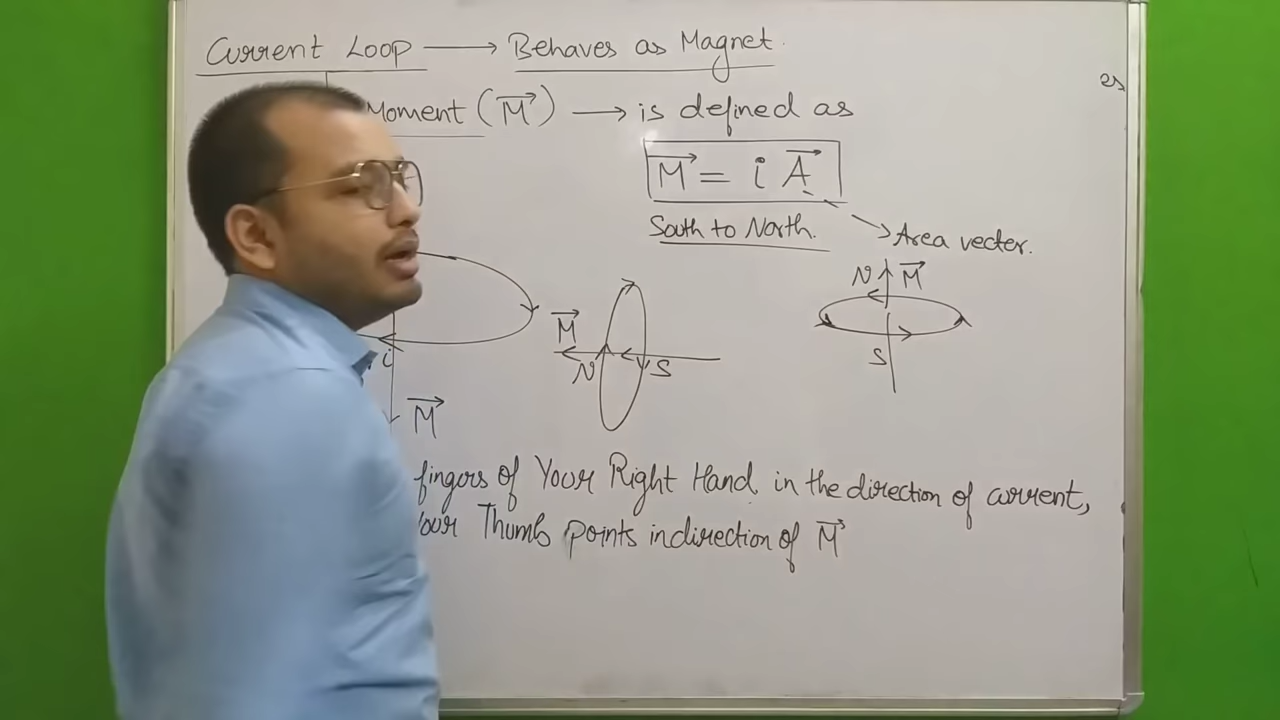 Current Loop → Behaves as Magnet.
es
Moment (M⃗) → is defined as
M⃗ = i A⃗
South to North.
Area vector.
N M⃗
M⃗
N S
S
i
M⃗
fingers of Your Right Hand in the direction of current,
Your Thumb points in direction of M⃗